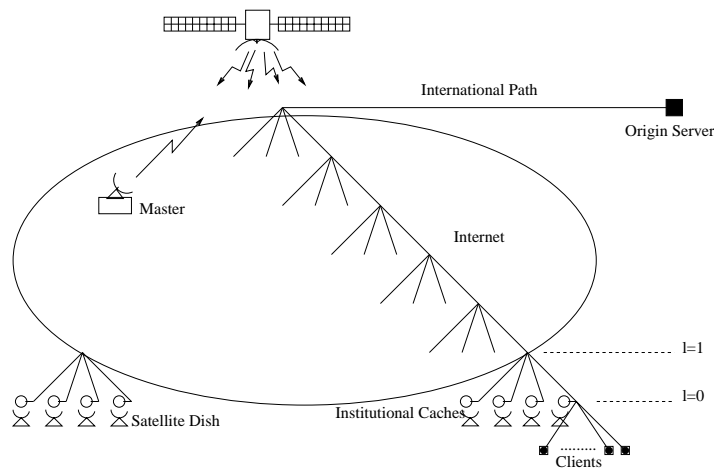 International Path
Origin Server
Master
Internet
l=1
l=0
Institutional Caches
Satellite Dish
Clients